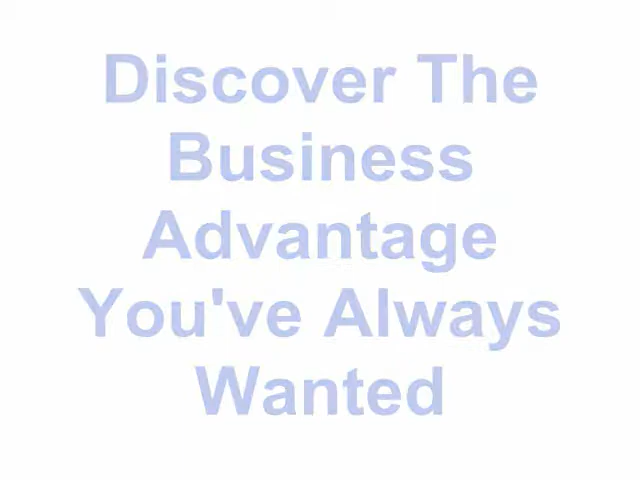 Discover The
Business
Advantage
You've Always
Wanted